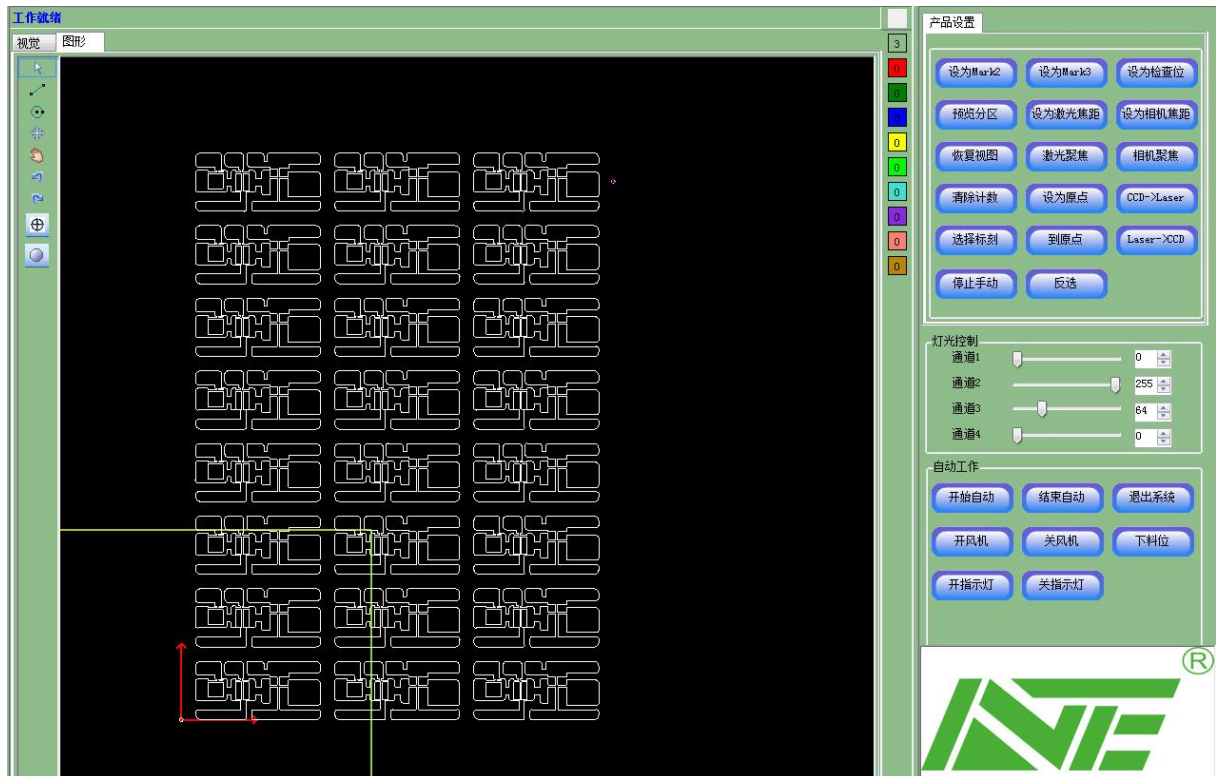 工作就绪
视觉 图形
3
0
0
0
0
0
0
0
0
0
产品设置
设为Mark2 设为Mark3 设为检查位
预览分区 设为激光焦距 设为相机焦距
恢复视图 激光聚焦 相机聚焦
清除计数 设为原点 CCD->Laser
选择标刻 到原点 Laser->CCD
停止手动 反选
灯光控制
通道1 0
通道2 255
通道3 64
通道4 0
自动工作
开始自动 结束自动 退出系统
开风机 关风机 下料位
开指示灯 关指示灯
®